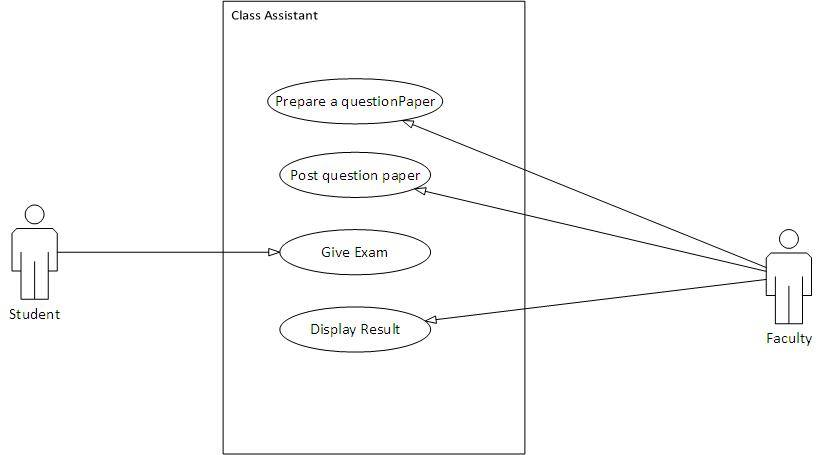 Class Assistant
Prepare a questionPaper
Post question paper
Give Exam
Display Result
Student
Faculty